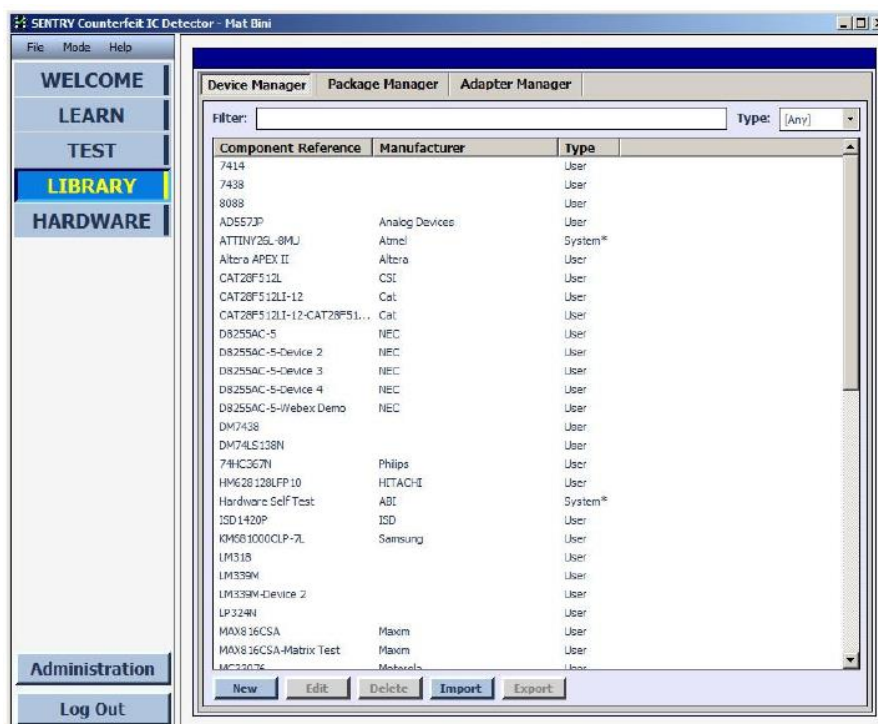 SENTRY Counterfeit IC Detector - Mat Bini
File Mode Help
WELCOME
LEARN
TEST
LIBRARY
HARDWARE
Administration
Log Out
Device Manager Package Manager Adapter Manager
Filter: Type: [Any]
Component Reference Manufacturer Type
7414 User
7438 User
8088 User
AD557JP Analog Devices User
ATTINY26L-8MU Atmel System*
Altera APEX II Altera User
CAT28F512L CSI User
CAT28F512LI-12 Cat User
CAT28F512LI-12-CAT28F51... Cat User
D8255AC-5 NEC User
D8255AC-5-Device 2 NEC User
D8255AC-5-Device 3 NEC User
D8255AC-5-Device 4 NEC User
D8255AC-5-Webex Demo NEC User
DM7438 User
DM74LS138N User
74HC367N Philips User
HM628128LFP10 HITACHI User
Hardware Self Test ABI System*
ISD1420P ISD User
KM681000CLP-7L Samsung User
LM318 User
LM339M User
LM339M-Device 2 User
LP324N User
MAX816CSA Maxim User
MAX816CSA-Matrix Test Maxim User
MC33076 Motorola User
New Edit Delete Import Export